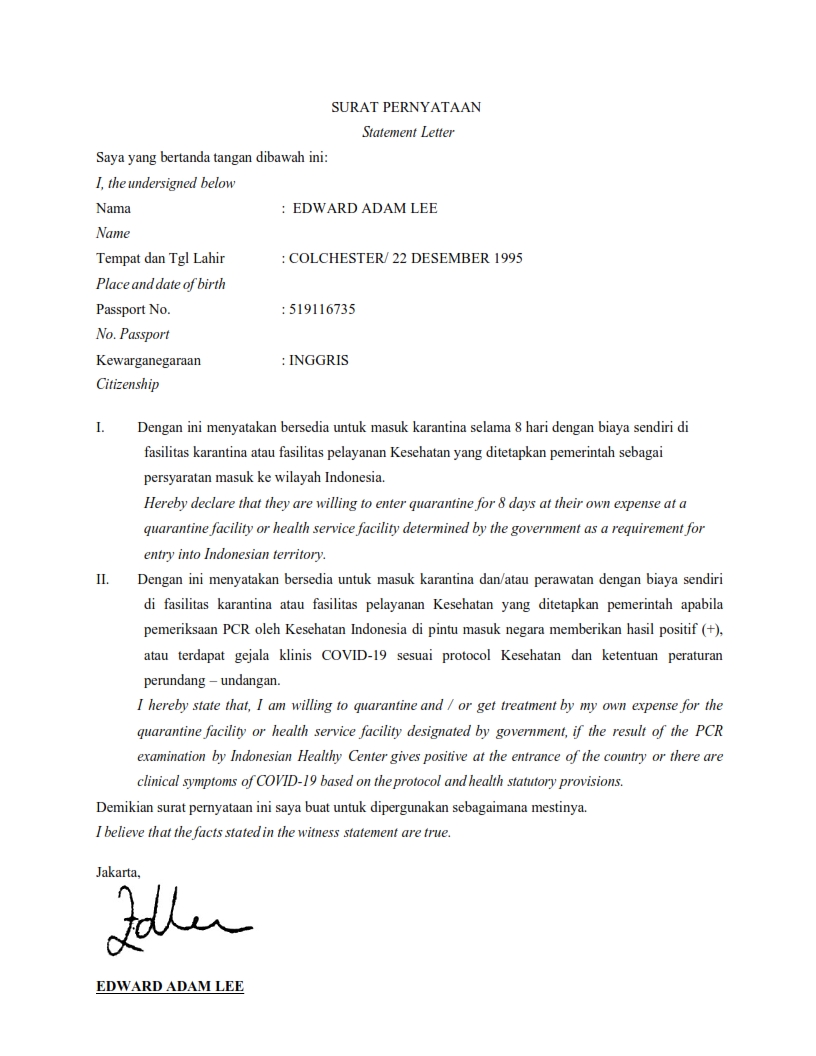 SURAT PERNYATAAN
Statement Letter
Saya yang bertanda tangan dibawah ini:
I, the undersigned below
Nama : EDWARD ADAM LEE
Name
Tempat dan Tgl Lahir : COLCHESTER/ 22 DESEMBER 1995
Place and date of birth
Passport No. : 519116735
No. Passport
Kewarganegaraan : INGGRIS
Citizenship
I. Dengan ini menyatakan bersedia untuk masuk karantina selama 8 hari dengan biaya sendiri di
fasilitas karantina atau fasilitas pelayanan Kesehatan yang ditetapkan pemerintah sebagai
persyaratan masuk ke wilayah Indonesia.
Hereby declare that they are willing to enter quarantine for 8 days at their own expense at a
quarantine facility or health service facility determined by the government as a requirement for
entry into Indonesian territory.
II. Dengan ini menyatakan bersedia untuk masuk karantina dan/atau perawatan dengan biaya sendiri
di fasilitas karantina atau fasilitas pelayanan Kesehatan yang ditetapkan pemerintah apabila
pemeriksaan PCR oleh Kesehatan Indonesia di pintu masuk negara memberikan hasil positif (+),
atau terdapat gejala klinis COVID-19 sesuai protocol Kesehatan dan ketentuan peraturan
perundang – undangan.
I hereby state that, I am willing to quarantine and / or get treatment by my own expense for the
quarantine facility or health service facility designated by government, if the result of the PCR
examination by Indonesian Healthy Center gives positive at the entrance of the country or there are
clinical symptoms of COVID-19 based on the protocol and health statutory provisions.
Demikian surat pernyataan ini saya buat untuk dipergunakan sebagaimana mestinya.
I believe that the facts stated in the witness statement are true.
Jakarta,
EDWARD ADAM LEE